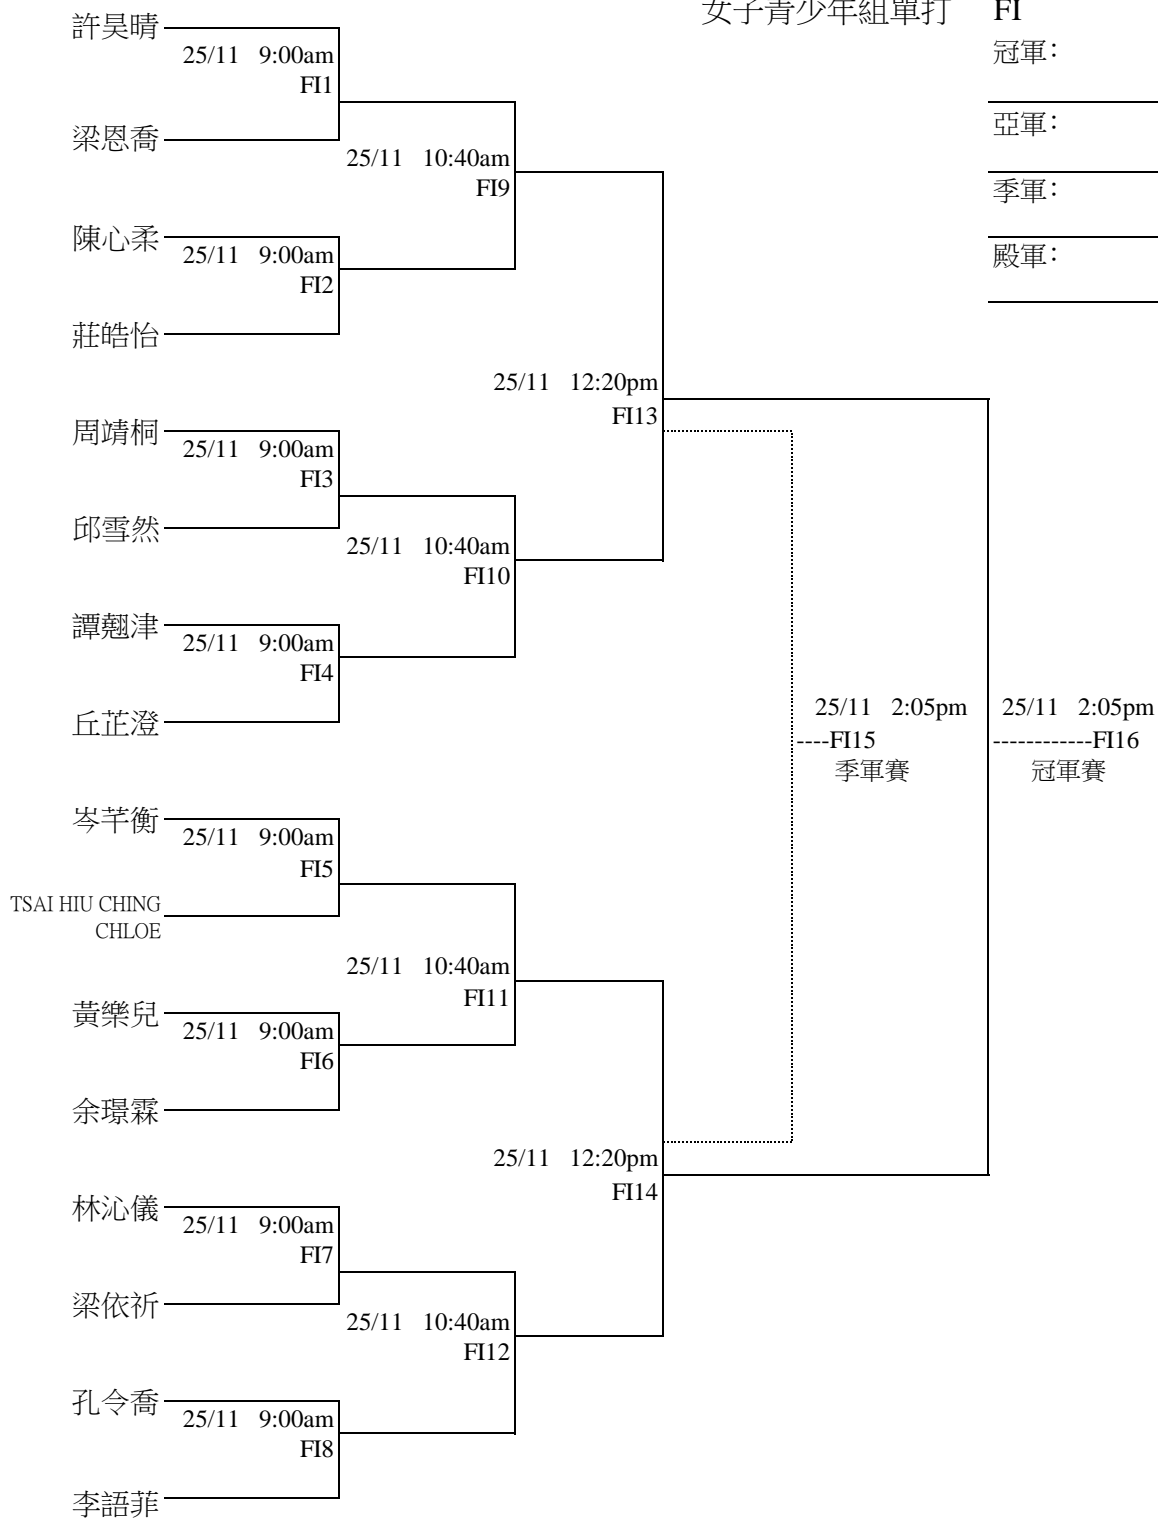 女子青少年組單打 FI
冠軍：
亞軍：
季軍：
殿軍：
許昊晴
25/11 9:00am
FI1
梁恩喬
25/11 10:40am
FI9
陳心柔
25/11 9:00am
FI2
莊皓怡
25/11 12:20pm
FI13
周靖桐
25/11 9:00am
FI3
邱雪然
25/11 10:40am
FI10
譚翹津
25/11 9:00am
FI4
丘芷澄
25/11 2:05pm
----FI15
季軍賽
25/11 2:05pm
------------FI16
冠軍賽
岑芊衡
25/11 9:00am
FI5
TSAI HIU CHING
CHLOE
25/11 10:40am
FI11
黃樂兒
25/11 9:00am
FI6
余璟霖
25/11 12:20pm
FI14
林沁儀
25/11 9:00am
FI7
梁依祈
25/11 10:40am
FI12
孔令喬
25/11 9:00am
FI8
李語菲